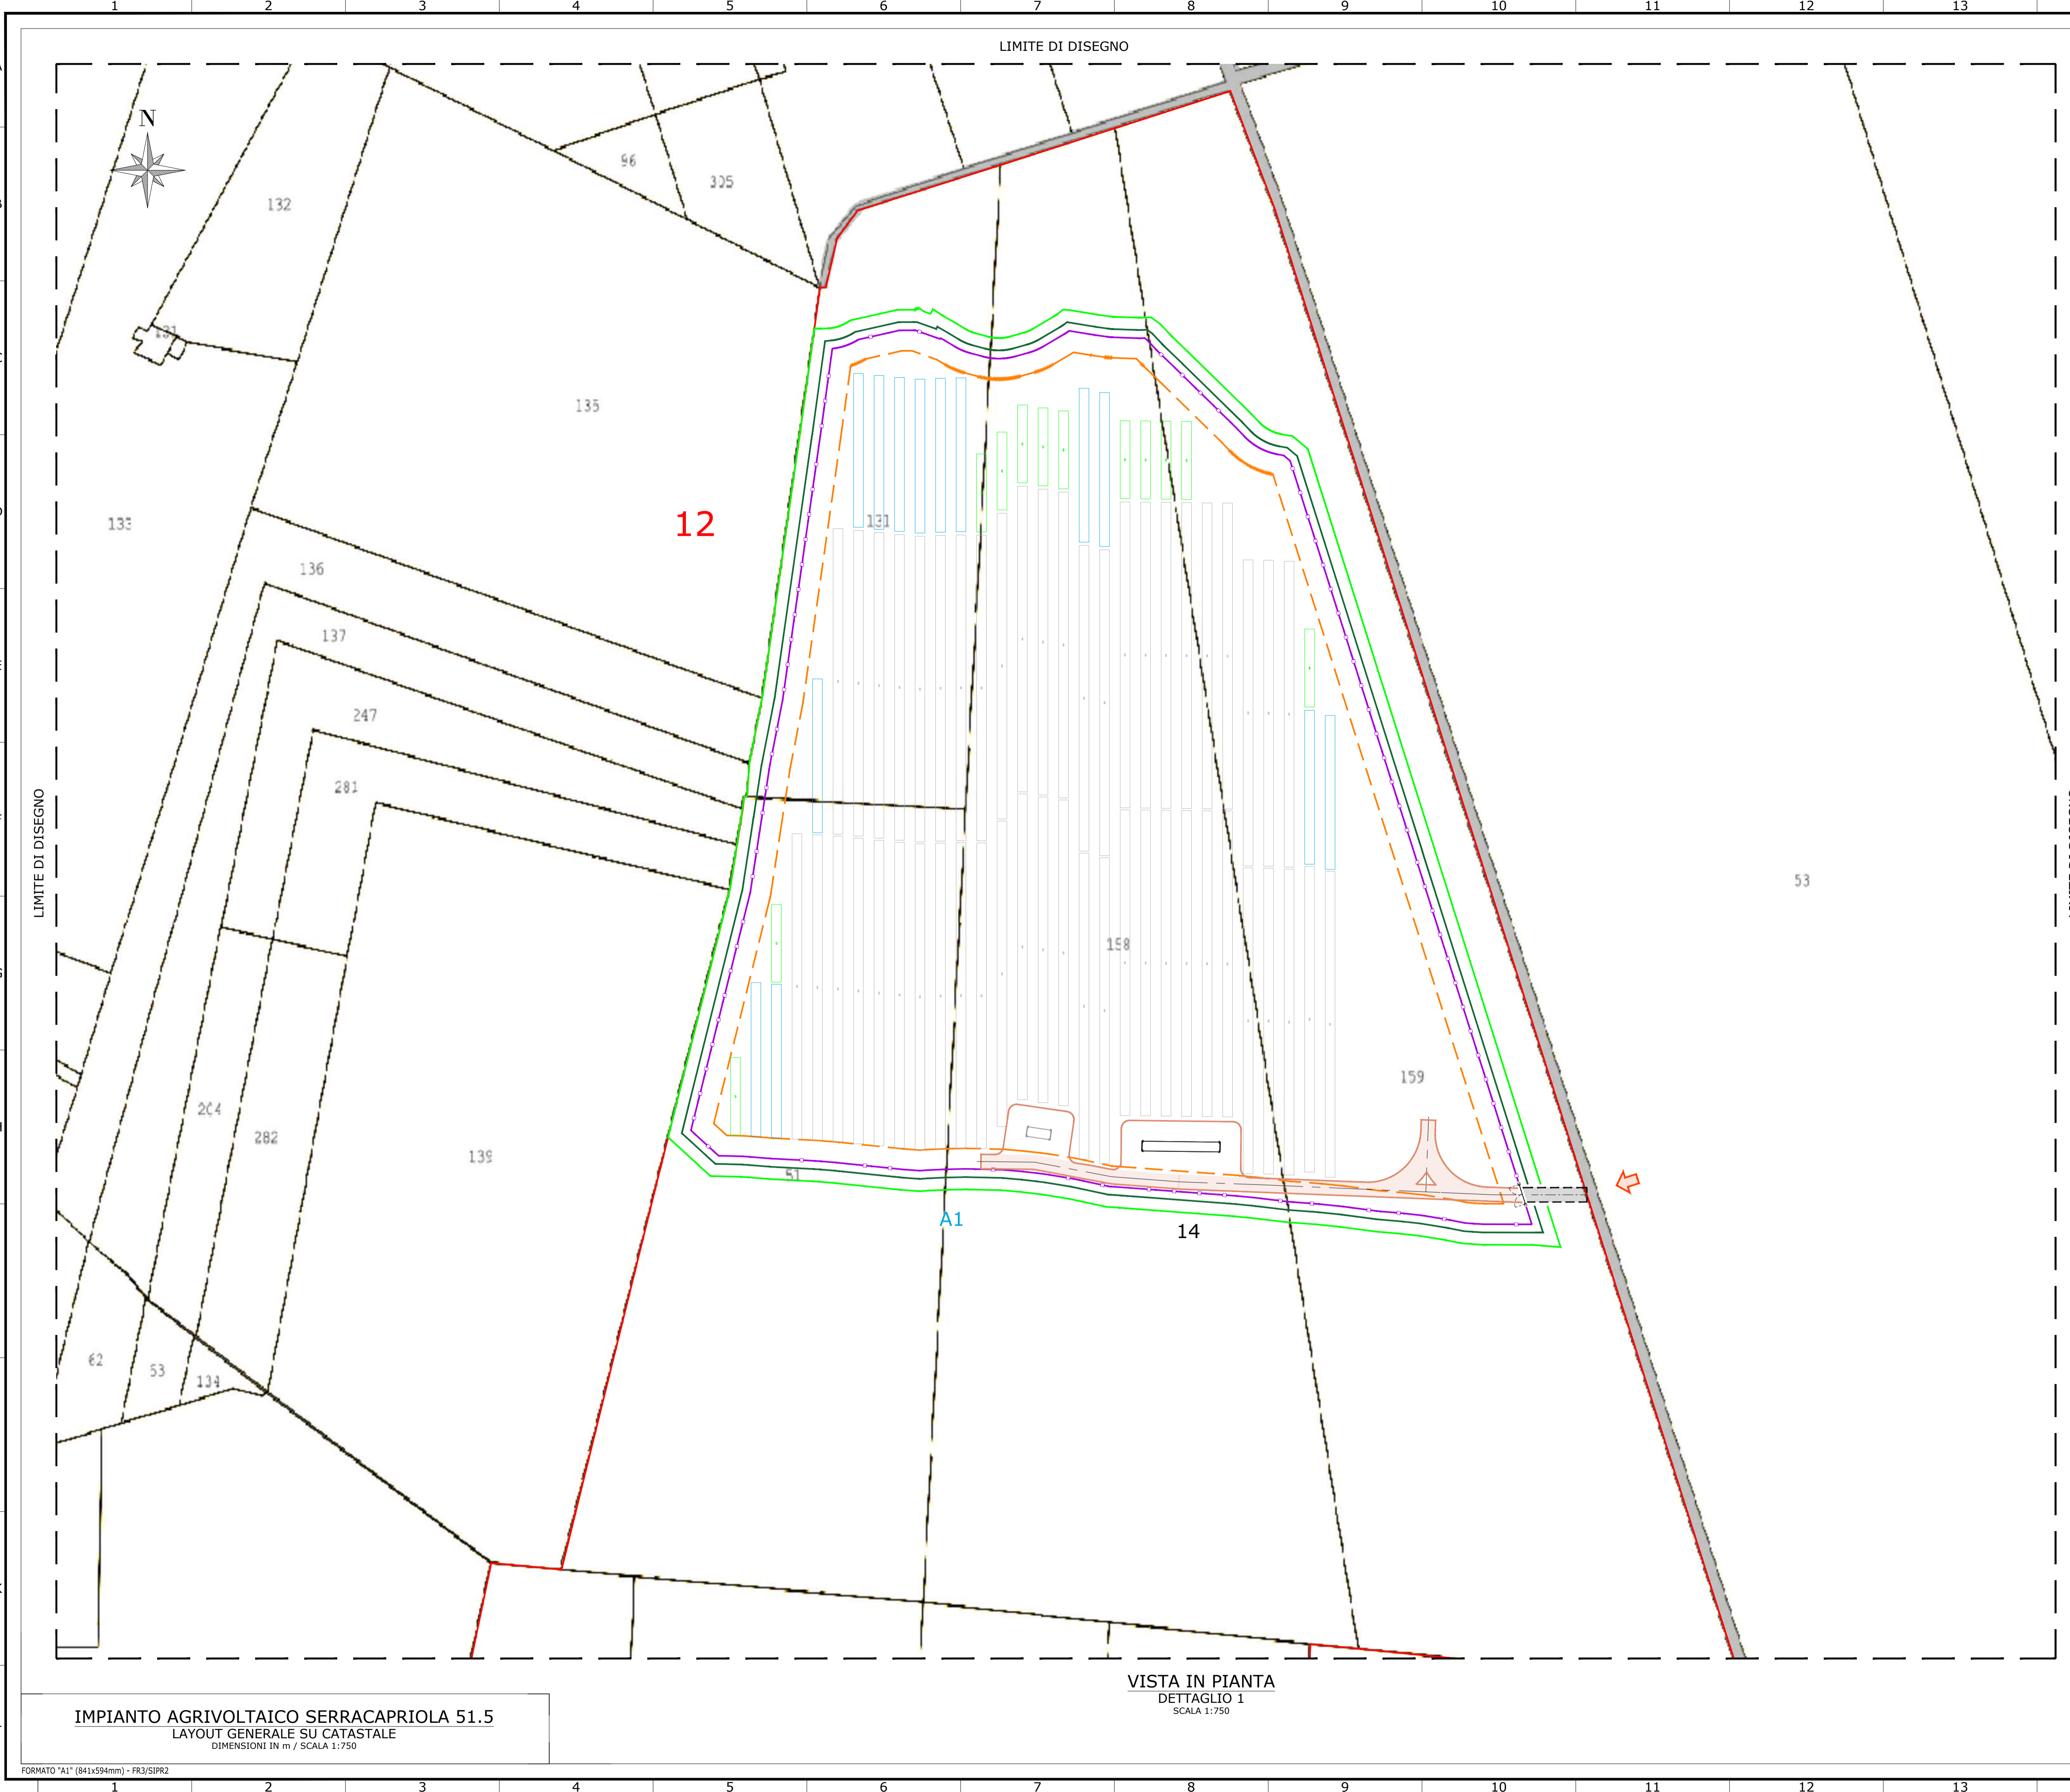 1 2 3 4 5 6 7 8 9 10 11 12 13
LIMITE DI DISEGNO
N
96
305
132
131
135
133
12
131
136
137
247
281
LIMITE DI DISEGNO
53
158
159
204
282
139
51
A1
14
62
53
134
VISTA IN PIANTA
DETTAGLIO 1
SCALA 1:750
IMPIANTO AGRIVOLTAICO SERRACAPRIOLA 51.5
LAYOUT GENERALE SU CATASTALE
DIMENSIONI IN m / SCALA 1:750
FORMATO "A1" (841x594mm) - FR3/SIPR2
1 2 3 4 5 6 7 8 9 10 11 12 13